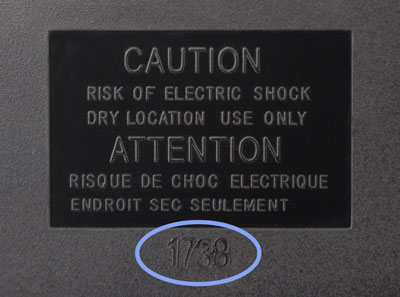 CAUTION
RISK OF ELECTRIC SHOCK
DRY LOCATION USE ONLY
ATTENTION
RISQUE DE CHOC ELECTRIQUE
ENDROIT SEC SEULEMENT
1738